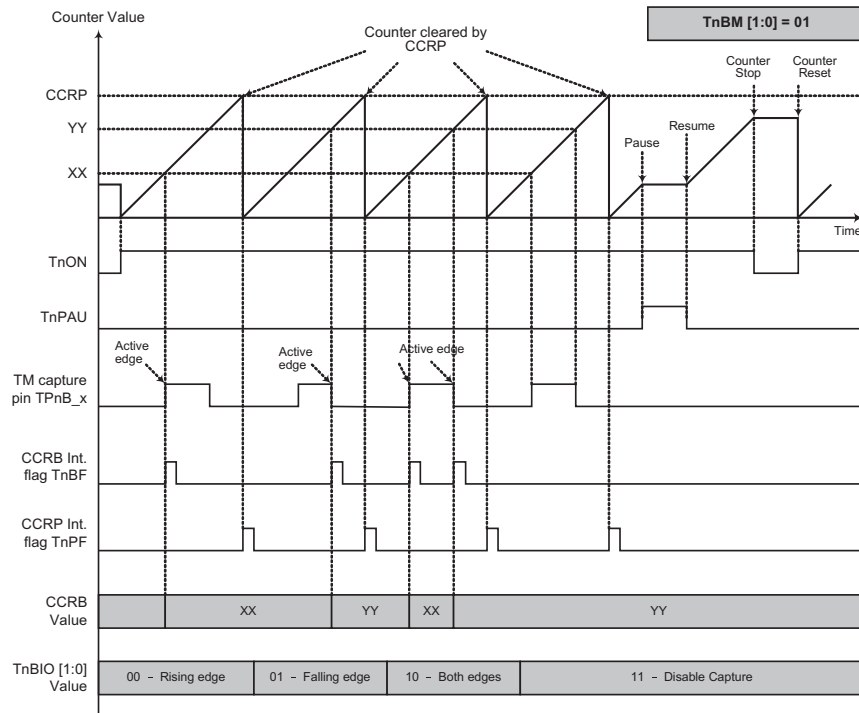 Counter Value
TnBM [1:0] = 01
Counter cleared by
CCRP
Counter
Stop
Counter
Reset
CCRP
YY
XX
Pause
Resume
Time
TnON
TnPAU
Active
edge
Active
edge
Active edge
TM capture
pin TPnB_x
CCRB Int.
flag TnBF
CCRP Int.
flag TnPF
CCRB
Value
XX
YY
XX
YY
TnBIO [1:0]
Value
00 – Rising edge
01 – Falling edge
10 – Both edges
11 – Disable Capture